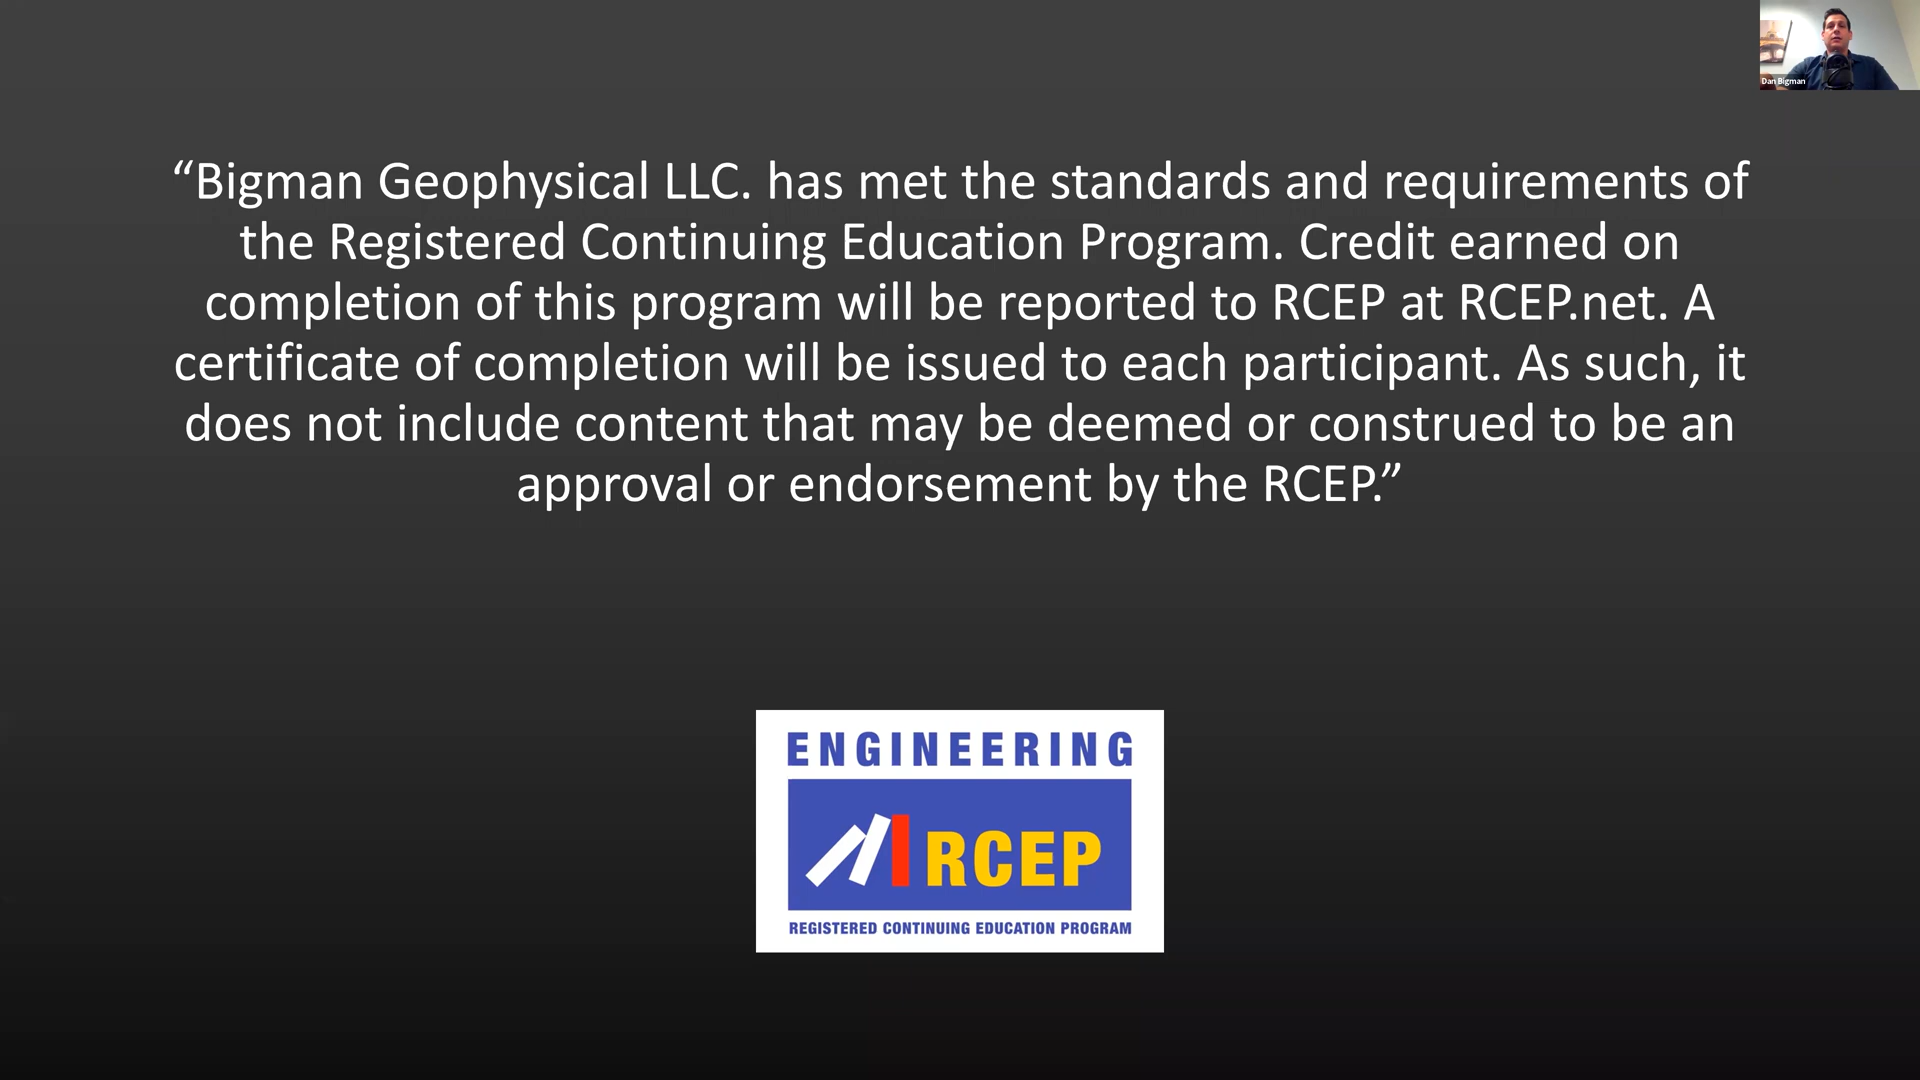 Dan Bigman
“Bigman Geophysical LLC. has met the standards and requirements of
the Registered Continuing Education Program. Credit earned on
completion of this program will be reported to RCEP at RCEP.net. A
certificate of completion will be issued to each participant. As such, it
does not include content that may be deemed or construed to be an
approval or endorsement by the RCEP.”
ENGINEERING
RCEP
REGISTERED CONTINUING EDUCATION PROGRAM